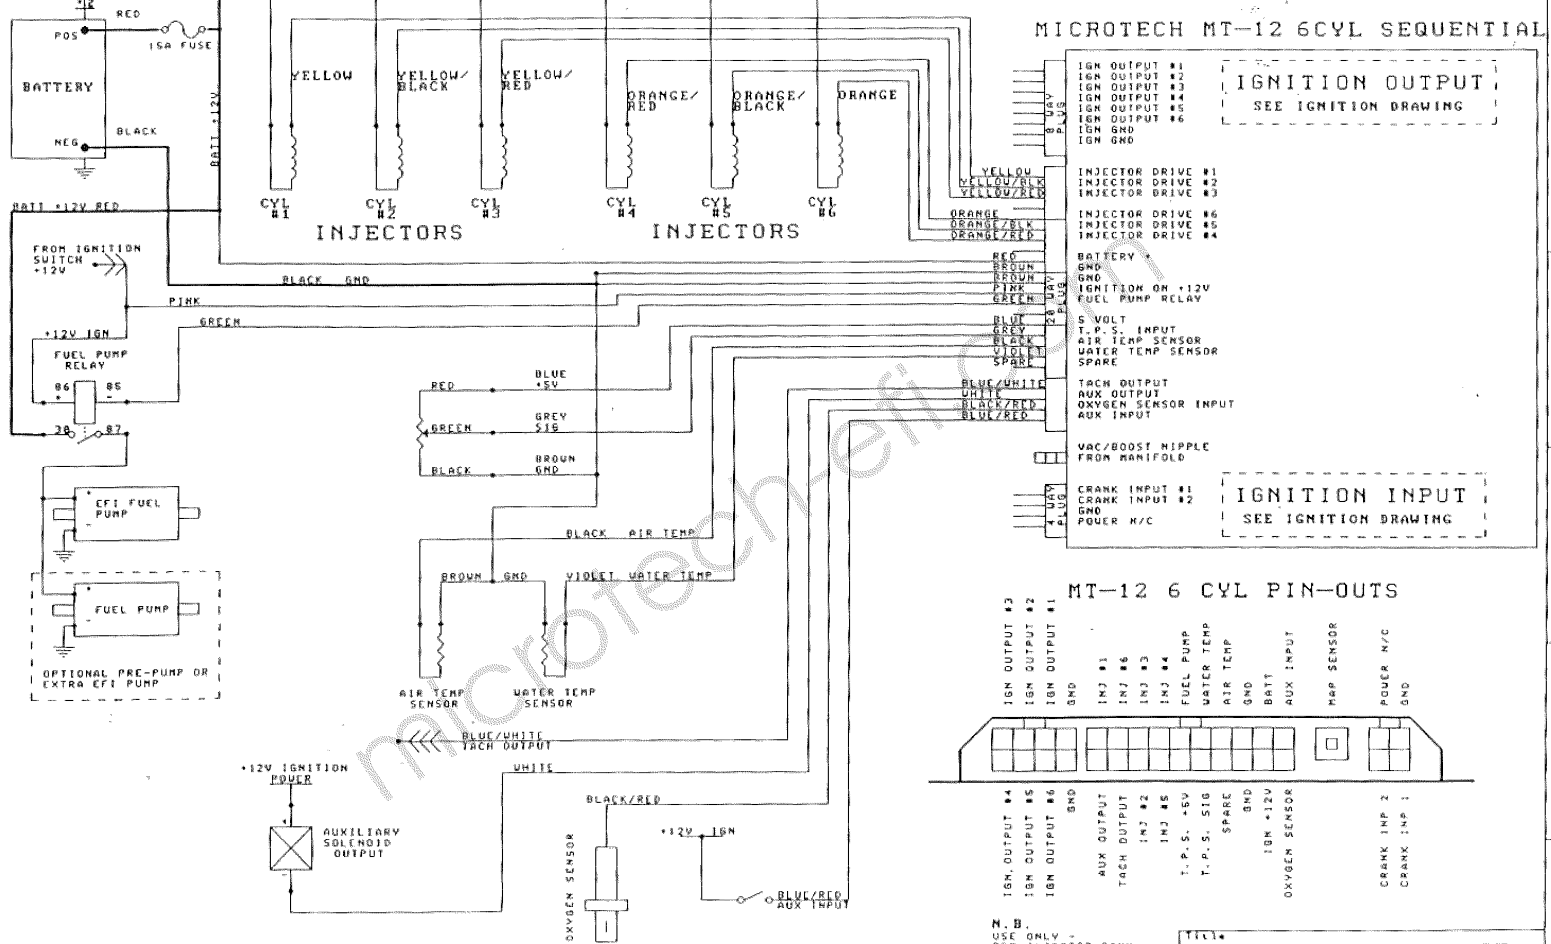 +12
RED
POS
15A FUSE
BATTERY
NEG
BLACK
BATT +12V
YELLOW
YELLOW/
BLACK
YELLOW/
RED
ORANGE/
RED
ORANGE/
BLACK
ORANGE
CYL
#1
CYL
#2
CYL
#3
CYL
#4
CYL
#5
CYL
#6
INJECTORS
INJECTORS
BATT +12V RED
FROM IGNITION
SWITCH
+12V
BLACK GND
PINK
GREEN
+12V IGN
FUEL PUMP
RELAY
86
85
+
-
30
87
+
EFI FUEL
PUMP
-
+
FUEL PUMP
-
OPTIONAL PRE-PUMP OR
EXTRA EFI PUMP
RED
BLUE
+5V
GREEN
GREY
SIG
BLACK
BROWN
GND
BLACK AIR TEMP
BROWN GND
VIOLET WATER TEMP
AIR TEMP
SENSOR
WATER TEMP
SENSOR
BLUE/WHITE
TACH OUTPUT
WHITE
+12V IGNITION
POWER
AUXILIARY
SOLENOID
OUTPUT
BLACK/RED
OXYGEN SENSOR
+12V IGN
BLUE/RED
AUX INPUT
MICROTECH MT-12 6CYL SEQUENTIAL
8 WAY
PLUG
IGN OUTPUT #1
IGN OUTPUT #2
IGN OUTPUT #3
IGN OUTPUT #4
IGN OUTPUT #5
IGN OUTPUT #6
IGN GND
IGN GND
IGNITION OUTPUT
SEE IGNITION DRAWING
20 WAY
PLUG
YELLOW INJECTOR DRIVE #1
YELLOW/BLK INJECTOR DRIVE #2
YELLOW/RED INJECTOR DRIVE #3
ORANGE INJECTOR DRIVE #6
ORANGE/BLK INJECTOR DRIVE #5
ORANGE/RED INJECTOR DRIVE #4
RED BATTERY +
BROWN GND
BROWN GND
PINK IGNITION ON +12V
GREEN FUEL PUMP RELAY
BLUE 5 VOLT
GREY T.P.S. INPUT
BLACK AIR TEMP SENSOR
VIOLET WATER TEMP SENSOR
SPARE SPARE
BLUE/WHITE TACH OUTPUT
WHITE AUX OUTPUT
BLACK/RED OXYGEN SENSOR INPUT
BLUE/RED AUX INPUT
VAC/BOOST NIPPLE
FROM MANIFOLD
4 WAY
PLUG
CRANK INPUT #1
CRANK INPUT #2
GND
POWER N/C
IGNITION INPUT
SEE IGNITION DRAWING
MT-12 6 CYL PIN-OUTS
IGN OUTPUT #3
IGN OUTPUT #2
IGN OUTPUT #1
GND
INJ #1
INJ #6
INJ #3
INJ #4
FUEL PUMP
WATER TEMP
AIR TEMP
GND
BATT
AUX INPUT
MAP SENSOR
POWER N/C
GND
IGN.OUTPUT #4
IGN OUTPUT #5
IGN OUTPUT #6
GND
AUX OUTPUT
TACH OUTPUT
INJ #2
INJ #5
T.P.S. +5V
T.P.S. SIG
SPARE
GND
IGN +12V
OXYGEN SENSOR
CRANK INP 2
CRANK INP 1
N.B.
USE ONLY -
Title
microtech-efi.com